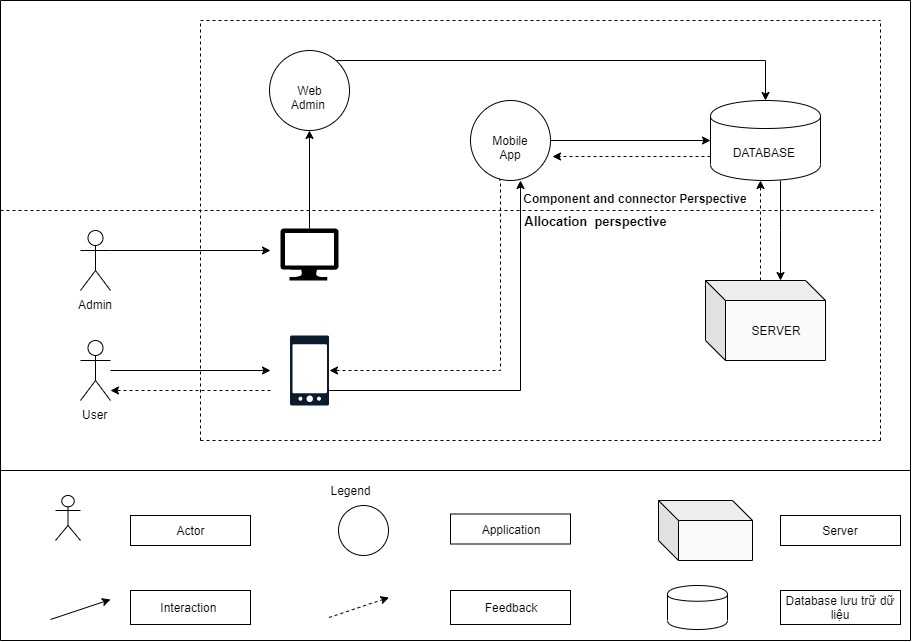 Web
Admin
Mobile
App
DATABASE
Component and connector Perspective
Allocation perspective
Admin
SERVER
User
Legend
Actor
Application
Server
Interaction
Feedback
Database lưu trữ dữ
liệu